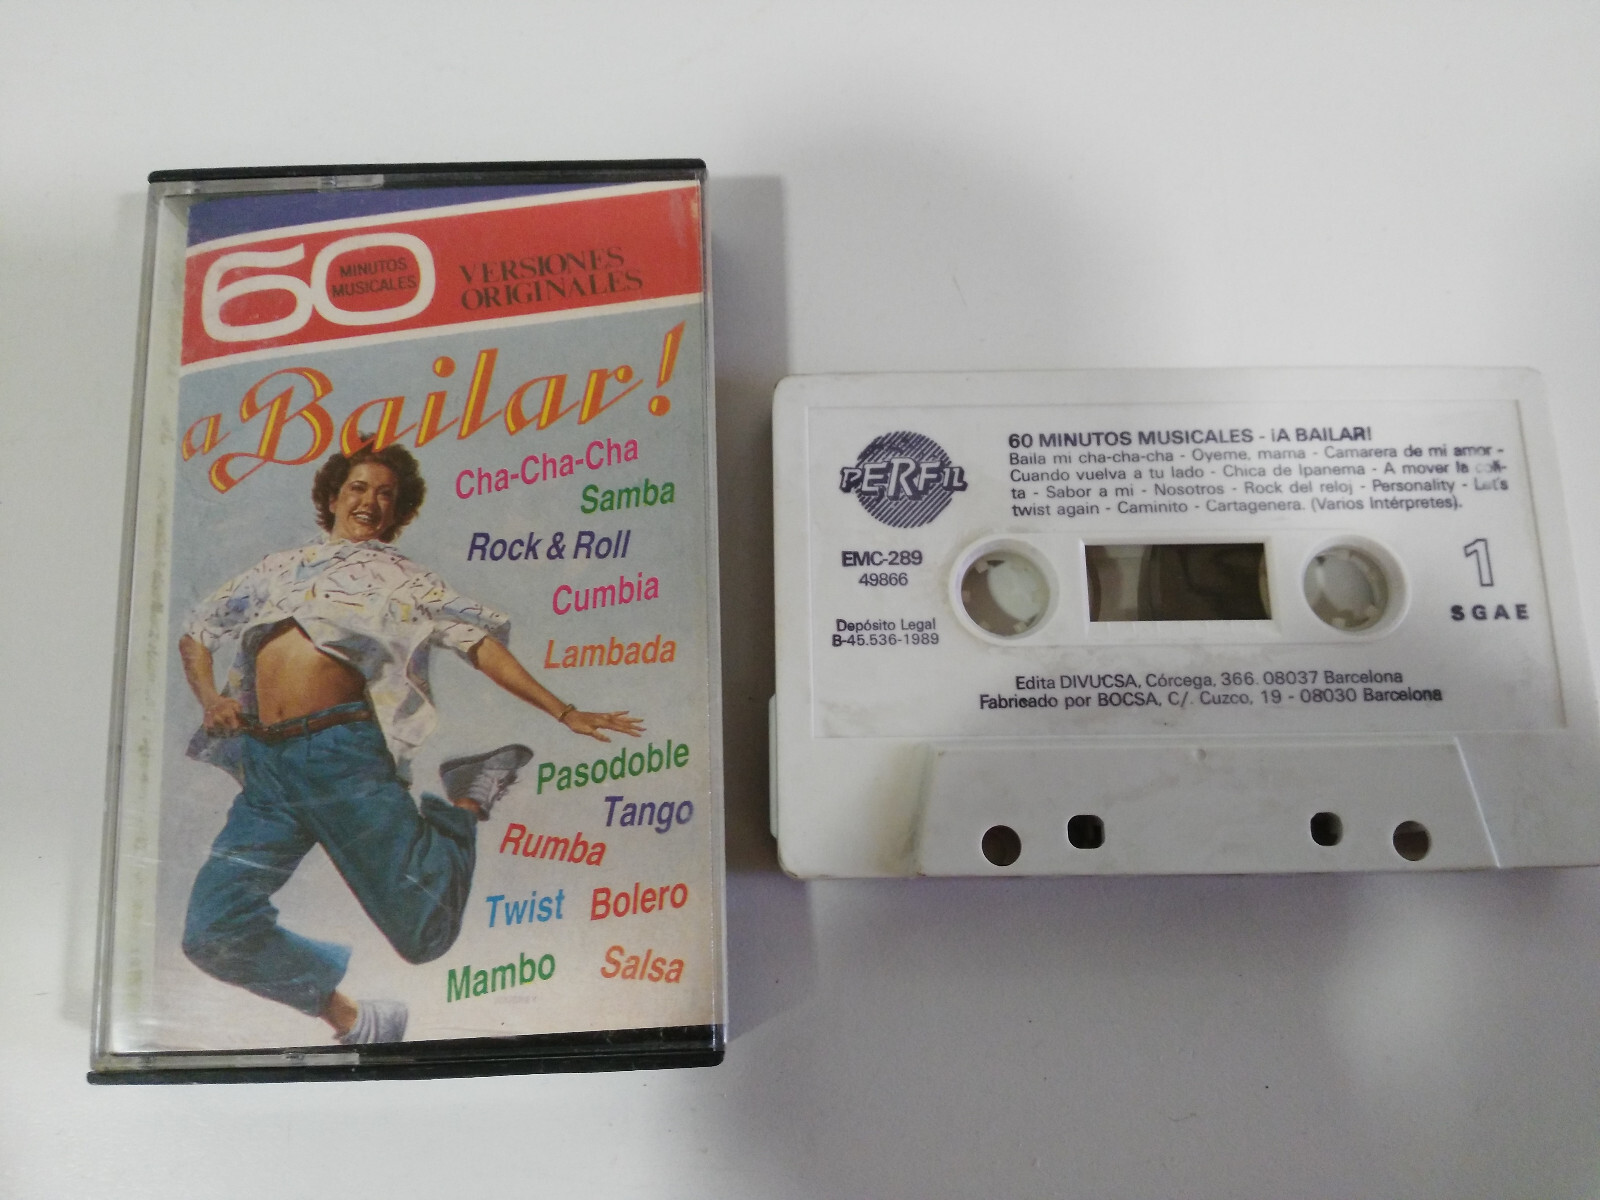 60
MINUTOS
MUSICALES
VERSIONES
ORIGINALES
a Bailar!
Cha-Cha-Cha
Samba
Rock & Roll
Cumbia
Lambada
Pasodoble
Tango
Rumba
Twist Bolero
Mambo Salsa
PERFIL
60 MINUTOS MUSICALES - ¡A BAILAR!
Baila mi cha-cha-cha - Oyeme, mama - Camarera de mi amor -
Cuando vuelva a tu lado - Chica de Ipanema - A mover la coli-
ta - Sabor a mi - Nosotros - Rock del reloj - Personality - Let's
twist again - Caminito - Cartagenera. (Varios Intérpretes).
EMC-289
49866
Depósito Legal
B-45.536-1989
1
SGAE
Edita DIVUCSA, Córcega, 366. 08037 Barcelona
Fabricado por BOCSA, C/. Cuzco, 19 - 08030 Barcelona